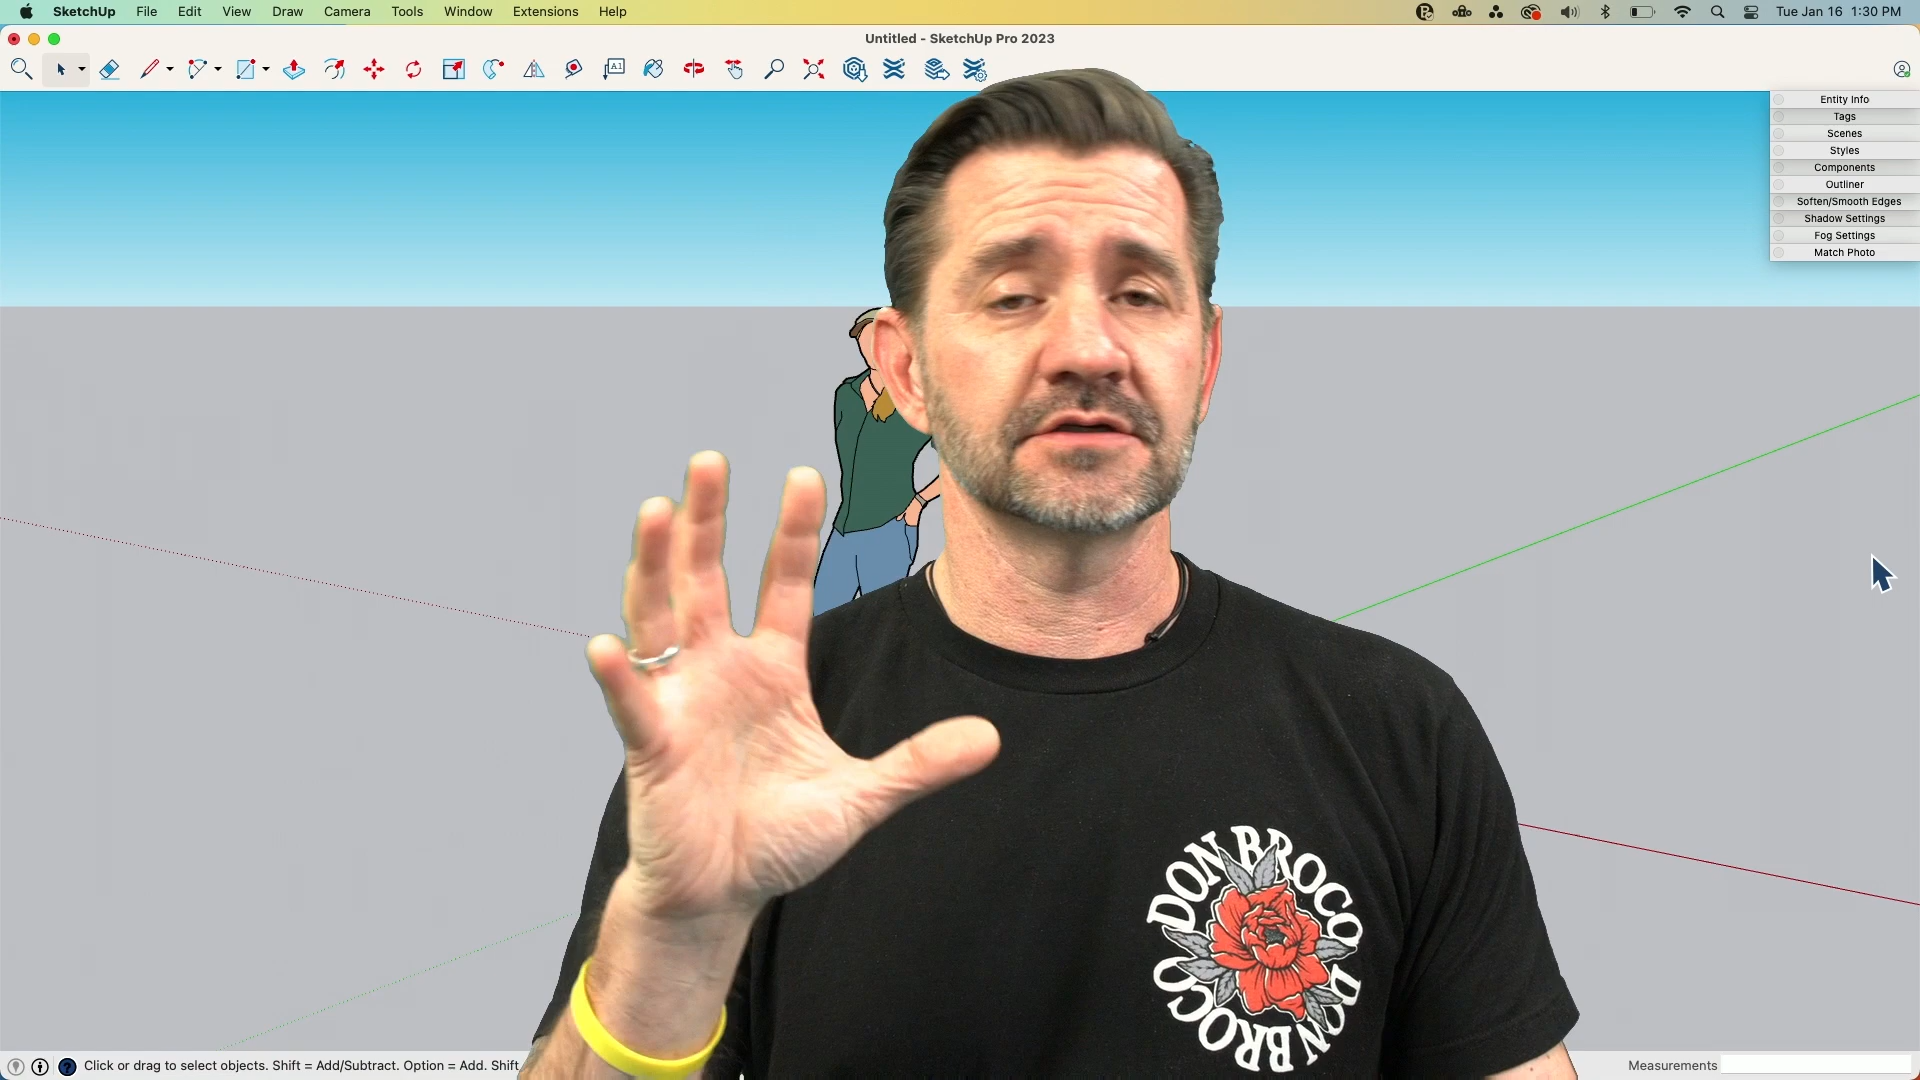 SketchUp File Edit View Draw Camera Tools Window Extensions Help Tue Jan 16 1:30 PM
Untitled - SketchUp Pro 2023
A1
Entity Info
Tags
Scenes
Styles
Components
Outliner
Soften/Smooth Edges
Shadow Settings
Fog Settings
Match Photo
DON BROCO
DON BROCO
Click or drag to select objects. Shift = Add/Subtract. Option = Add. Shift
Measurements